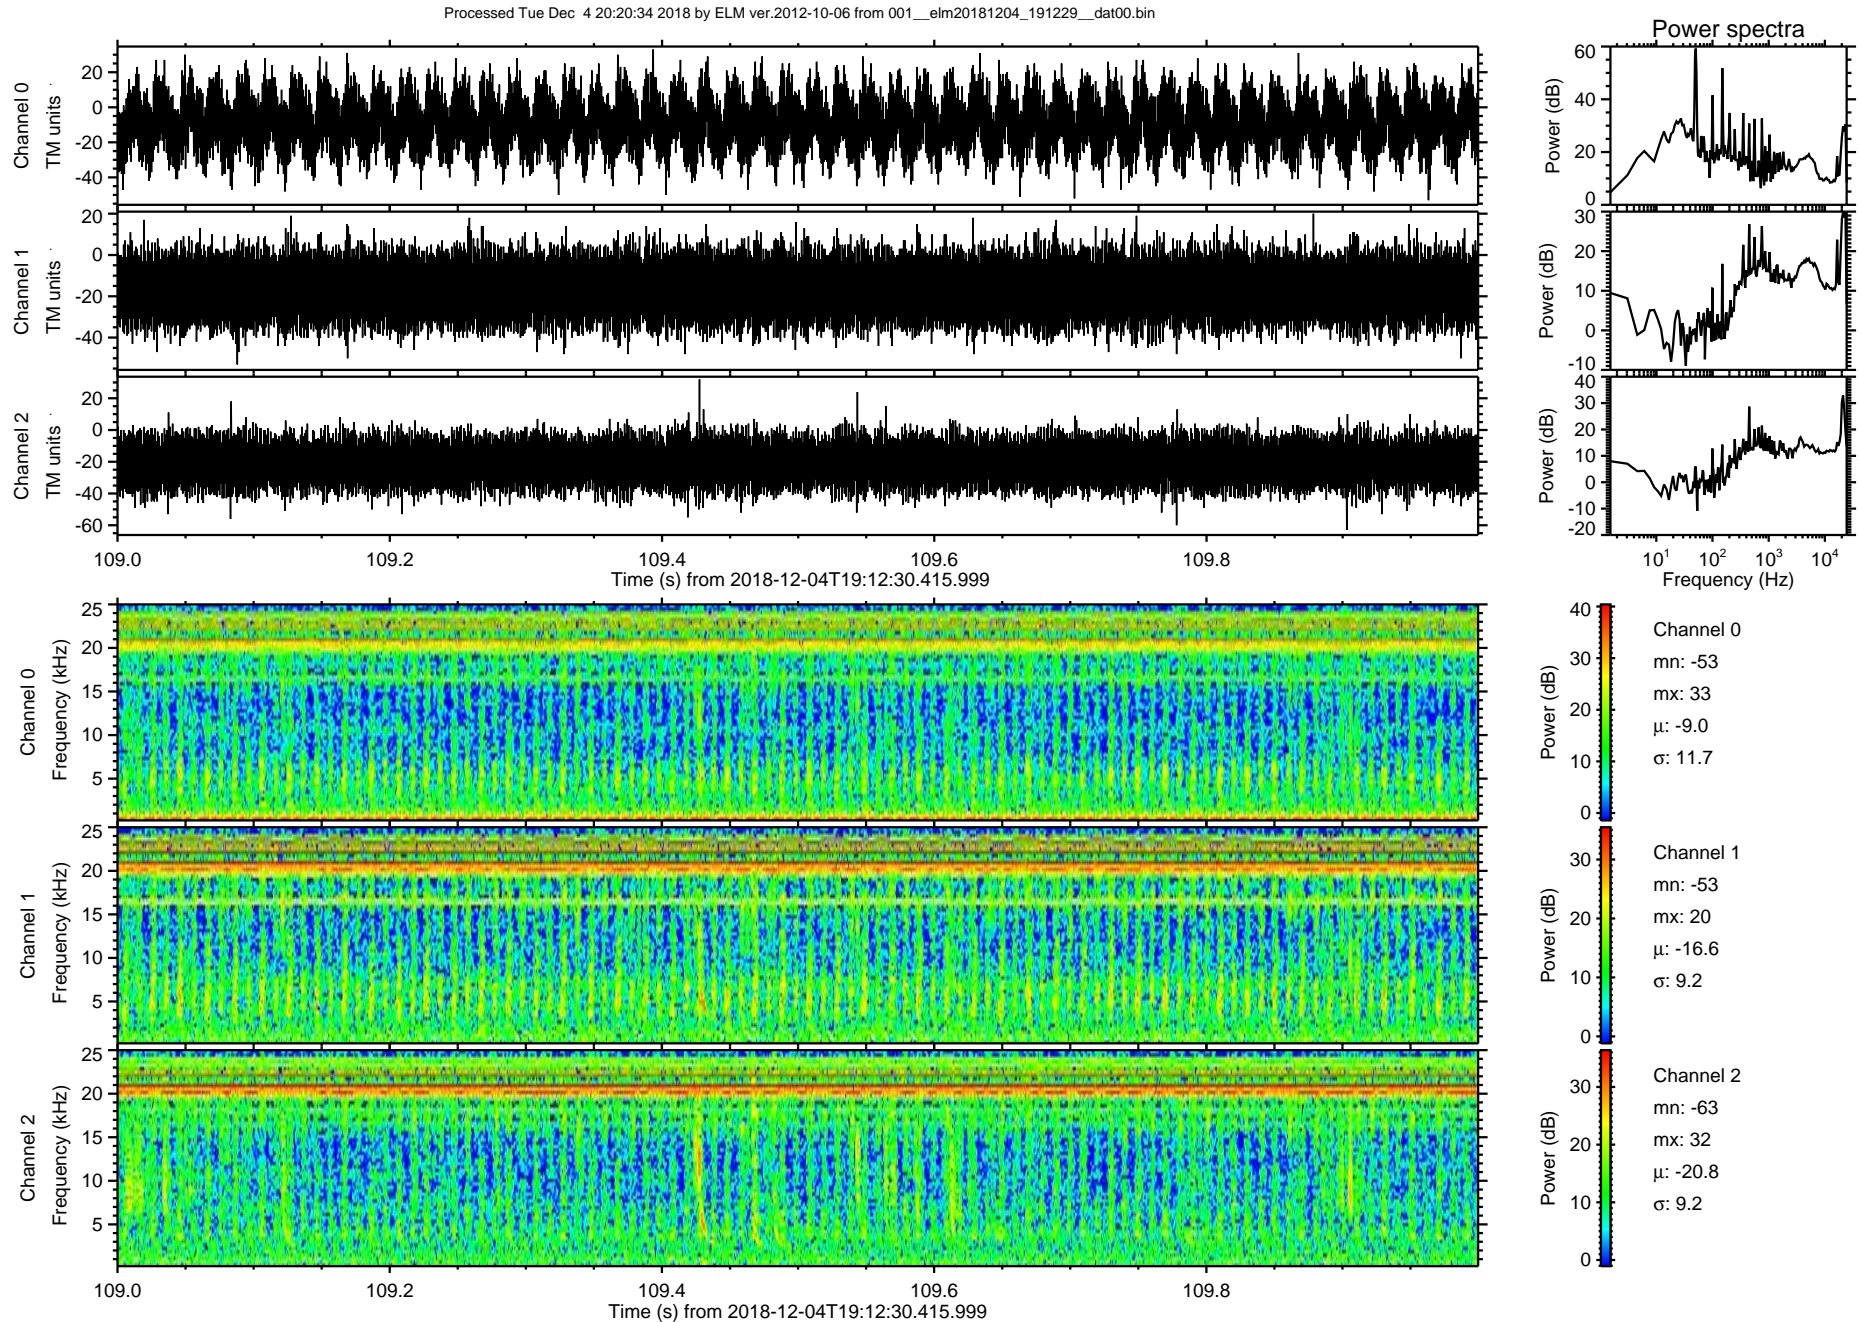 Processed Tue Dec  4 20:20:34 2018 by ELM ver.2012-10-06 from 001__elm20181204_191229__dat00.bin
Power spectra
Channel 0
TM units
20
0
-20
-40
Power (dB)
60
40
20
0
Channel 1
TM units
20
0
-20
-40
Power (dB)
30
20
10
0
-10
Channel 2
TM units
20
0
-20
-40
-60
Power (dB)
40
30
20
10
0
-10
-20
109.0 109.2 109.4 109.6 109.8
Time (s) from 2018-12-04T19:12:30.415.999
10¹ 10² 10³ 10⁴
Frequency (Hz)
Channel 0
Frequency (kHz)
25
20
15
10
5
Power (dB)
40
30
20
10
0
Channel 0
mn: -53
mx: 33
μ: -9.0
σ: 11.7
Channel 1
Frequency (kHz)
25
20
15
10
5
Power (dB)
30
20
10
0
Channel 1
mn: -53
mx: 20
μ: -16.6
σ: 9.2
Channel 2
Frequency (kHz)
25
20
15
10
5
Power (dB)
30
20
10
0
Channel 2
mn: -63
mx: 32
μ: -20.8
σ: 9.2
109.0 109.2 109.4 109.6 109.8
Time (s) from 2018-12-04T19:12:30.415.999